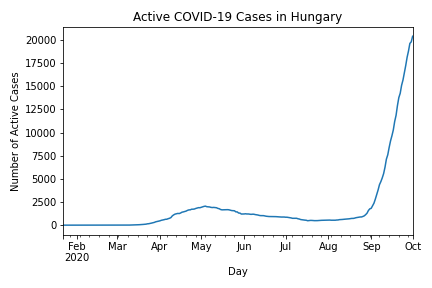 Active COVID-19 Cases in Hungary
20000
17500
15000
12500
10000
7500
5000
2500
0
Number of Active Cases
Feb Mar Apr May Jun Jul Aug Sep Oct
2020
Day